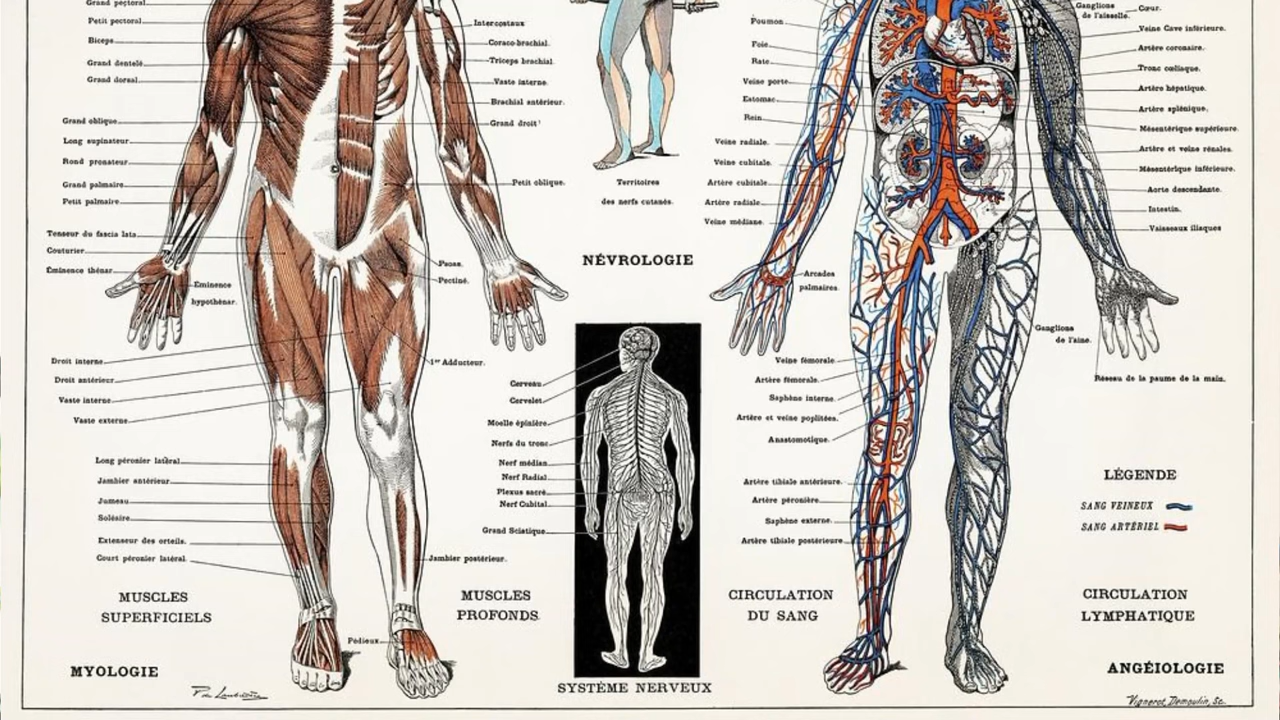 Grand pectoral
Petit pectoral
Biceps
Grand dentelé
Grand dorsal
Grand oblique
Long supinateur
Rond pronateur
Grand palmaire
Petit palmaire
Tenseur du fascia lata
Couturier
Éminence thénar
Éminence
hypothénar.
Droit interne
Droit antérieur
Vaste interne
Vaste externe
Long péronier latéral
Jambier antérieur
Jumeau
Soléaire
Extenseur des orteils.
Court péronier latéral
MUSCLES
SUPERFICIELS
MYOLOGIE
Intercostaux
Coraco-brachial.
Triceps brachial.
Vaste interne.
Brachial antérieur.
Grand droit
Petit oblique.
Psoas.
Pectiné.
1er Adducteur.
Jambier postérieur.
Pédieux
MUSCLES
PROFONDS
Territoires
des nerfs cutanés.
NÉVROLOGIE
Cerveau
Cervelet
Moelle épinière
Nerfs du tronc
Nerf médian
Nerf Radial
Plexus sacré
Nerf Cubital
Grand Sciatique
SYSTÉME NERVEUX
Poumon
Foie
Rate
Veine porte
Estomac
Rein
Veine radiale.
Veine cubitale.
Artère cubitale
Artère radiale
Veine médiane.
Arcades
palmaires
Veine fémorale
Artère fémorale.
Saphène interne.
Artère et veine poplitées.
Anastomotique.
Artère tibiale antérieure.
Artère péronière
Saphène externe.
Artère tibiale postérieure
CIRCULATION
DU SANG
Ganglions
de l'aisselle.
Cœur.
Veine Cave inférieure.
Artère coronaire.
Tronc cœliaque.
Artère hépatique.
Artère splénique.
Mésentérique supérieure.
Artère et veine rénales.
Mésentérique inférieure.
Aorte descendante.
Intestin.
Vaisseaux iliaques
Ganglions
de l'aine.
Réseau de la paume de la main.
LÉGENDE
SANG VEINEUX
SANG ARTÉRIEL
CIRCULATION
LYMPHATIQUE
ANGÉIOLOGIE
Vignerot, Demoulin, Sc.